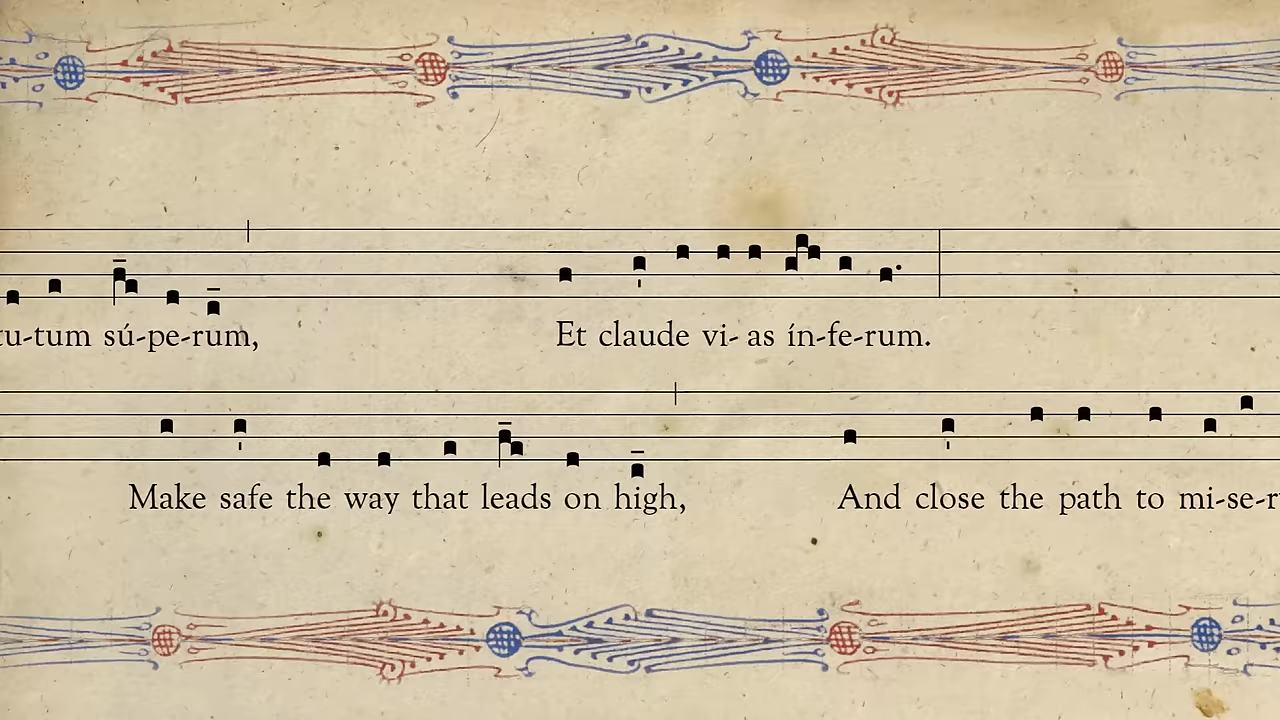 tu-tum sú-pe-rum, Et claude vi- as ín-fe-rum.
Make safe the way that leads on high, And close the path to mi-se-r